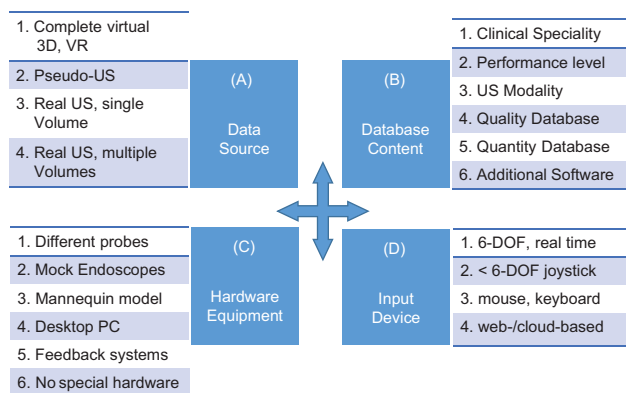 1. Complete virtual
3D, VR
2. Pseudo-US
3. Real US, single
Volume
4. Real US, multiple
Volumes
(A)
Data
Source
(B)
Database
Content
1. Clinical Speciality
2. Performance level
3. US Modality
4. Quality Database
5. Quantity Database
6. Additional Software
1. Different probes
2. Mock Endoscopes
3. Mannequin model
4. Desktop PC
5. Feedback systems
6. No special hardware
(C)
Hardware
Equipment
(D)
Input
Device
1. 6-DOF, real time
2. < 6-DOF joystick
3. mouse, keyboard
4. web-/cloud-based